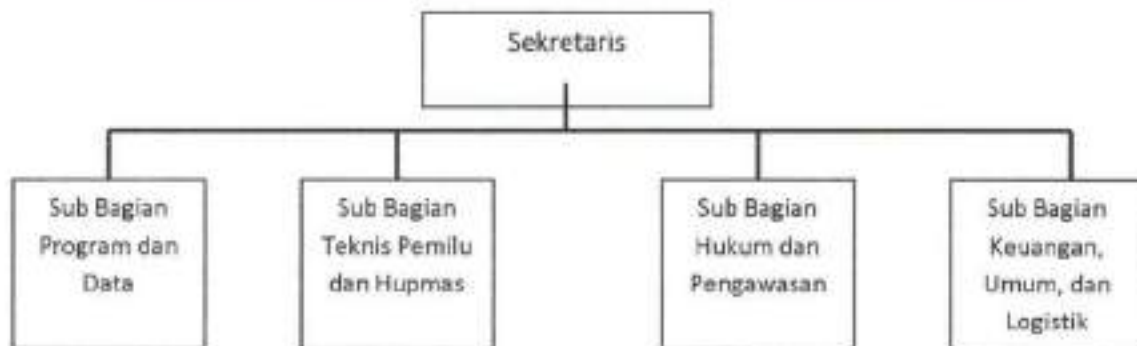 Sekretaris
Sub Bagian
Program dan
Data
Sub Bagian
Teknis Pemilu
dan Hupmas
Sub Bagian
Hukum dan
Pengawasan
Sub Bagian
Keuangan,
Umum, dan
Logistik